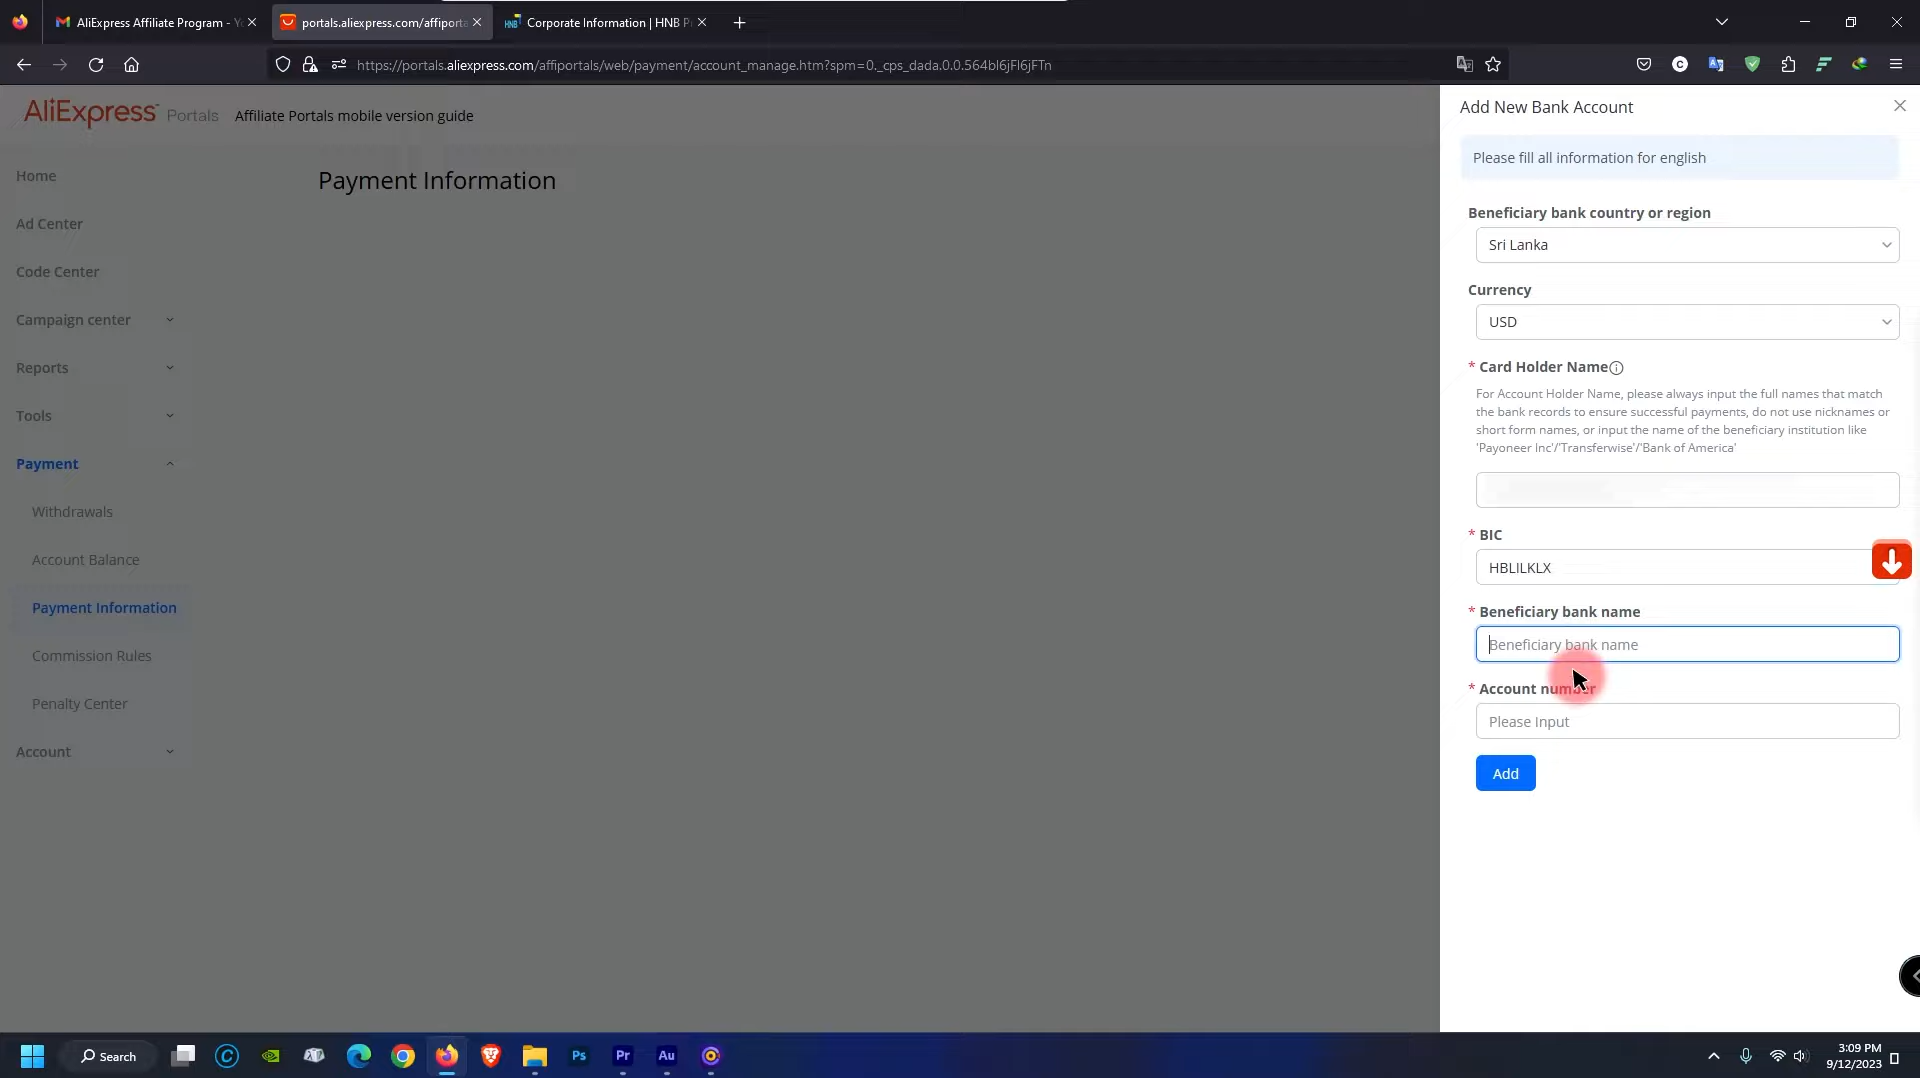 AliExpress Affiliate Program - Yo
portals.aliexpress.com/affiporta
HNB
Corporate Information | HNB P
https://portals.aliexpress.com/affiportals/web/payment/account_manage.htm?spm=0._cps_dada.0.0.564bl6jFl6jFTn
AliExpress Portals
Affiliate Portals mobile version guide
Home
Ad Center
Code Center
Campaign center
Reports
Tools
Payment
Withdrawals
Account Balance
Payment Information
Commission Rules
Penalty Center
Account
Payment Information
Add New Bank Account
Please fill all information for english
Beneficiary bank country or region
Sri Lanka
Currency
USD
* Card Holder Name
For Account Holder Name, please always input the full names that match
the bank records to ensure successful payments, do not use nicknames or
short form names, or input the name of the beneficiary institution like
'Payoneer Inc'/'Transferwise'/'Bank of America'
* BIC
HBLILKLX
* Beneficiary bank name
Beneficiary bank name
* Account number
Please Input
Add
Search
Ps
Pr
Au
3:09 PM
9/12/2023